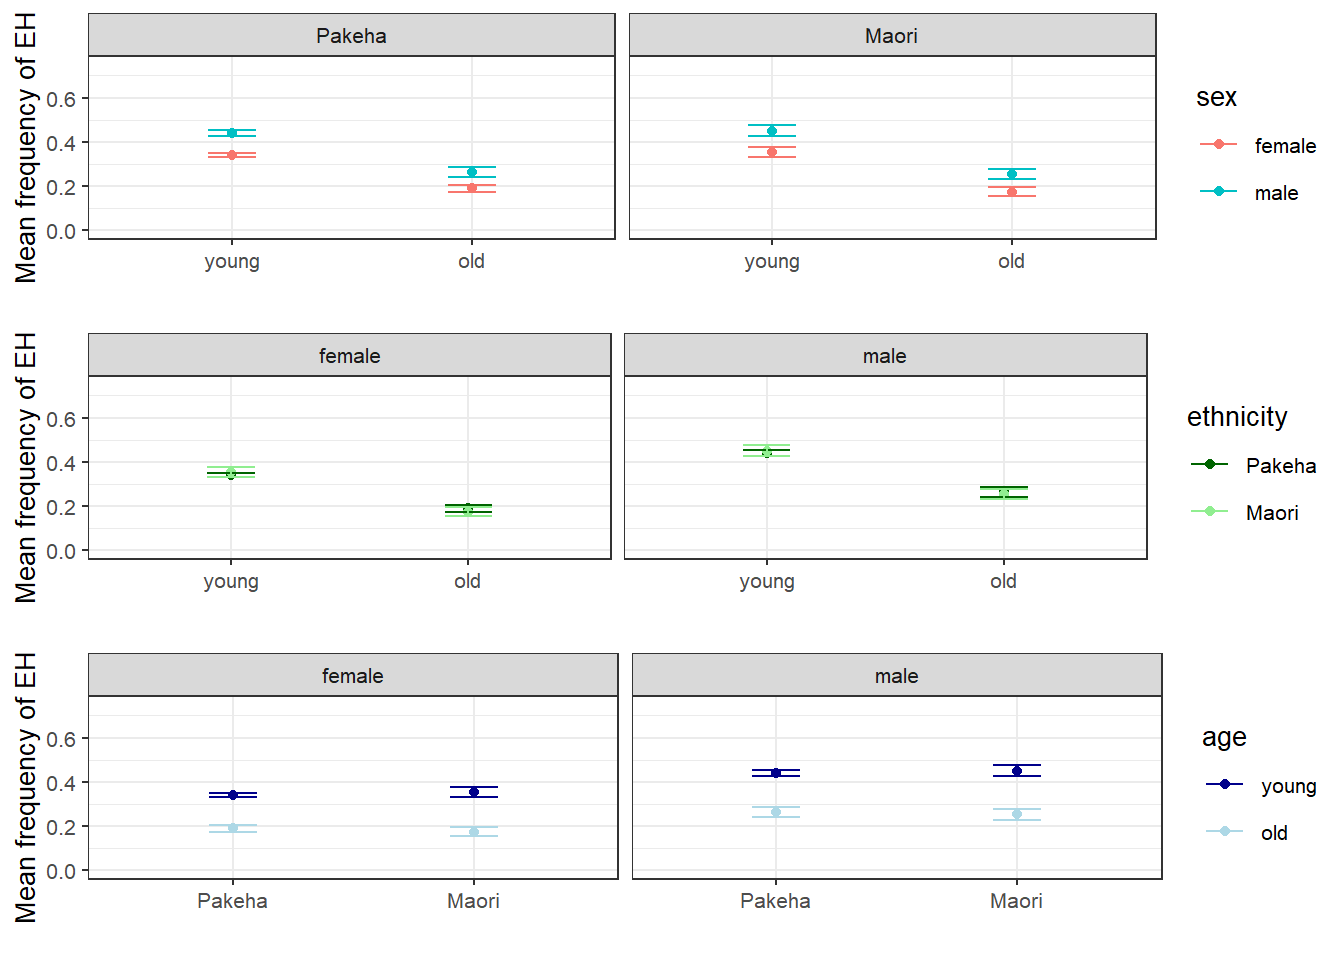 Mean frequency of EH
Pakeha
Maori
0.6
0.4
0.2
0.0
young
old
young
old
sex
female
male
Mean frequency of EH
female
male
0.6
0.4
0.2
0.0
young
old
young
old
ethnicity
Pakeha
Maori
Mean frequency of EH
female
male
0.6
0.4
0.2
0.0
Pakeha
Maori
Pakeha
Maori
age
young
old